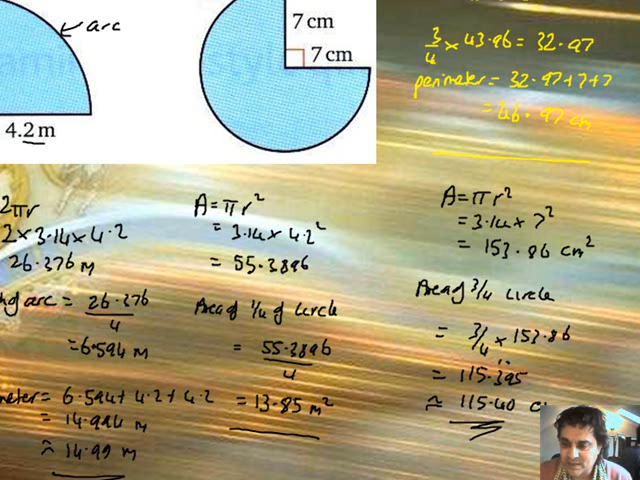 arc
4.2 m
7 cm
7 cm
3/4 × 43.96 = 32.97
perimeter = 32.97+7+7
= 46.97 cm
2πr
2×3.14×4.2
26.376 m
g of arc = 26.376/4
= 6.594 m
meter = 6.594 + 4.2 + 4.2
= 14.994 m
≈ 14.99 m
A = πr²
= 3.14 × 4.2²
= 55.3896
Area of 1/4 of circle
= 55.3896/4
= 13.85 m²
A = πr²
= 3.14 × 7²
= 153.86 cm²
Area of 3/4 circle
= 3/4 × 153.86
= 115.395
≈ 115.40 c